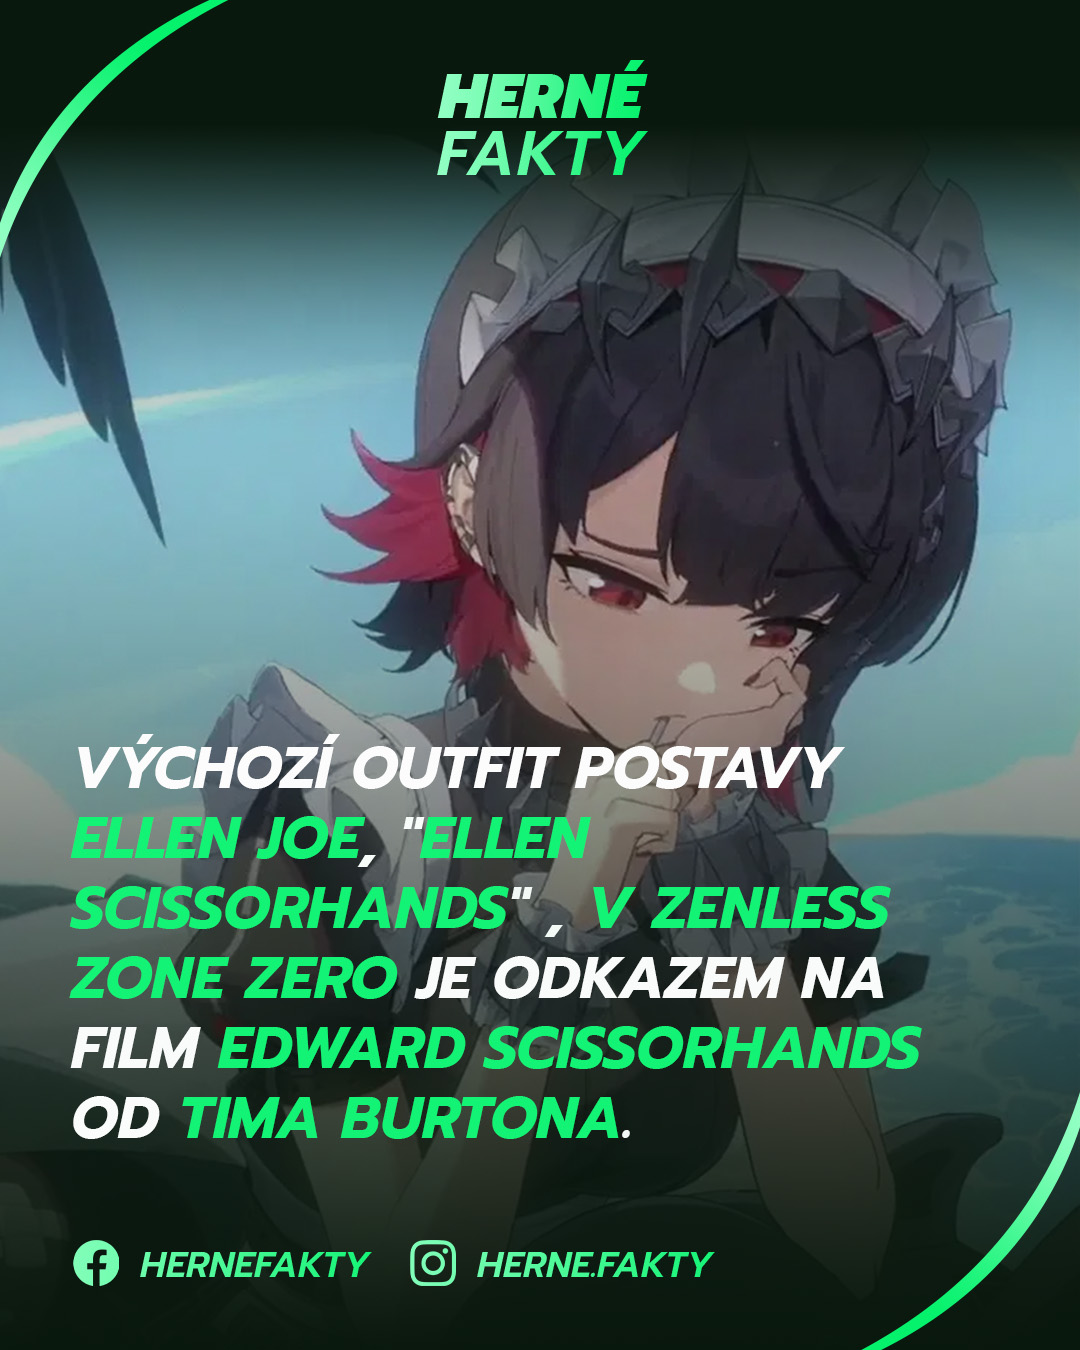 HERNÉ
FAKTY
VÝCHOZÍ OUTFIT POSTAVY
ELLEN JOE, "ELLEN
SCISSORHANDS" , V ZENLESS
ZONE ZERO JE ODKAZEM NA
FILM EDWARD SCISSORHANDS
OD TIMA BURTONA.
HERNEFAKTY HERNE.FAKTY